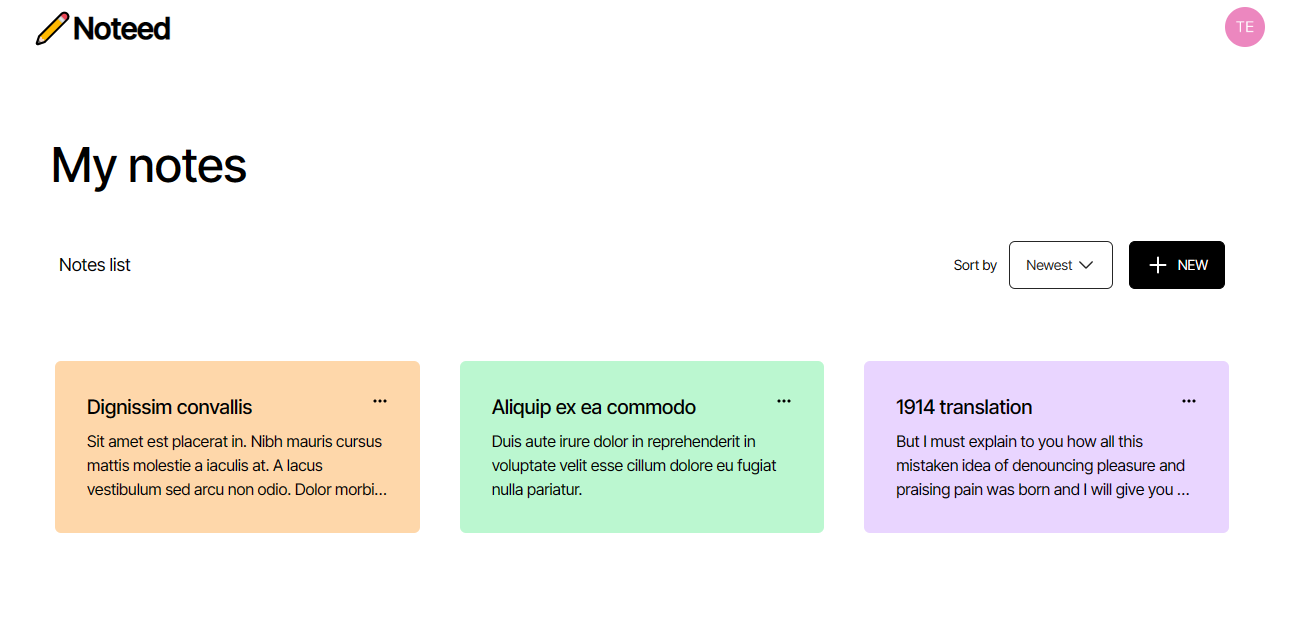 Noteed
TE
My notes
Notes list
Sort by
Newest
NEW
Dignissim convallis
Sit amet est placerat in. Nibh mauris cursus
mattis molestie a iaculis at. A lacus
vestibulum sed arcu non odio. Dolor morbi...
Aliquip ex ea commodo
Duis aute irure dolor in reprehenderit in
voluptate velit esse cillum dolore eu fugiat
nulla pariatur.
1914 translation
But I must explain to you how all this
mistaken idea of denouncing pleasure and
praising pain was born and I will give you ...